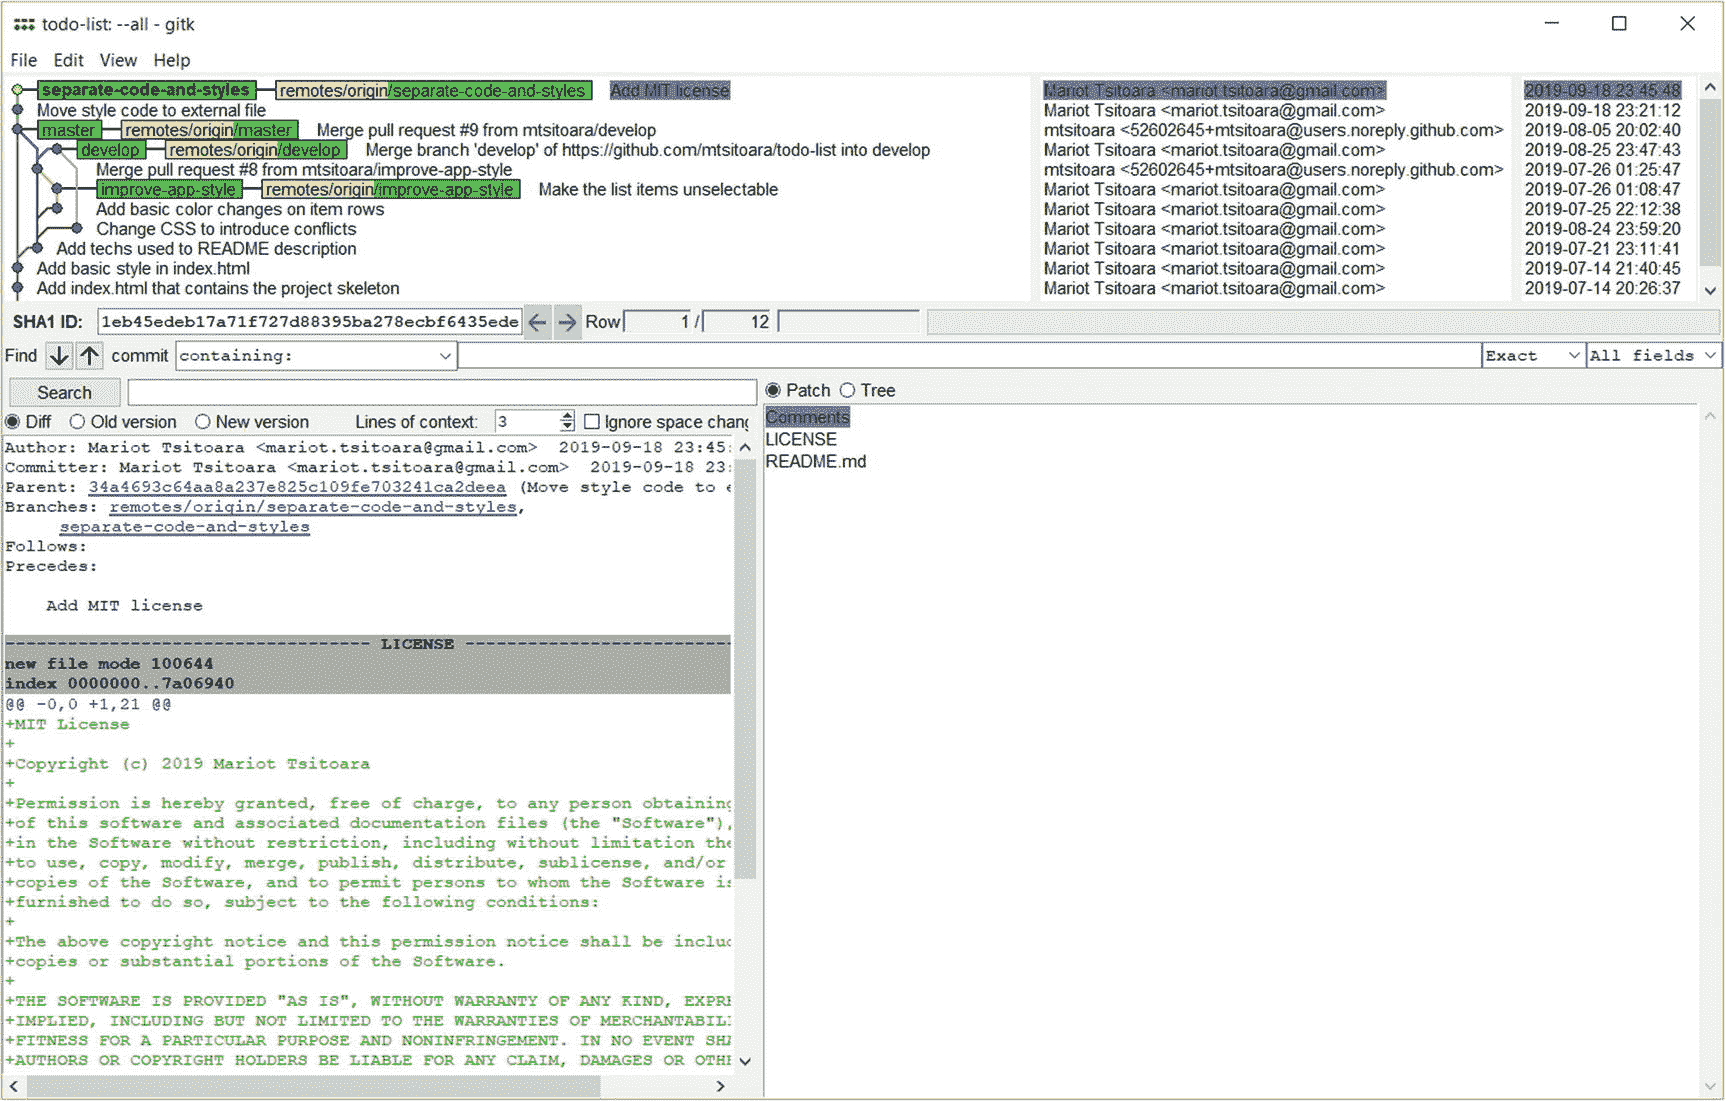 todo-list: --all - gitk
File Edit View Help
separate-code-and-styles remotes/origin/separate-code-and-styles Add MIT license Mariot Tsitoara <mariot.tsitoara@gmail.com> 2019-09-18 23:45:48
Move style code to external file Mariot Tsitoara <mariot.tsitoara@gmail.com> 2019-09-18 23:21:12
master remotes/origin/master Merge pull request #9 from mtsitoara/develop mtsitoara <52602645+mtsitoara@users.noreply.github.com> 2019-08-05 20:02:40
develop remotes/origin/develop Merge branch 'develop' of https://github.com/mtsitoara/todo-list into develop Mariot Tsitoara <mariot.tsitoara@gmail.com> 2019-08-25 23:47:43
Merge pull request #8 from mtsitoara/improve-app-style mtsitoara <52602645+mtsitoara@users.noreply.github.com> 2019-07-26 01:25:47
improve-app-style remotes/origin/improve-app-style Make the list items unselectable Mariot Tsitoara <mariot.tsitoara@gmail.com> 2019-07-26 01:08:47
Add basic color changes on item rows Mariot Tsitoara <mariot.tsitoara@gmail.com> 2019-07-25 22:12:38
Change CSS to introduce conflicts Mariot Tsitoara <mariot.tsitoara@gmail.com> 2019-08-24 23:59:20
Add techs used to README description Mariot Tsitoara <mariot.tsitoara@gmail.com> 2019-07-21 23:11:41
Add basic style in index.html Mariot Tsitoara <mariot.tsitoara@gmail.com> 2019-07-14 21:40:45
Add index.html that contains the project skeleton Mariot Tsitoara <mariot.tsitoara@gmail.com> 2019-07-14 20:26:37
SHA1 ID: 1eb45edeb17a71f727d88395ba278ecbf6435ede Row 1 / 12
Find commit containing: Exact All fields
Search
Patch Tree
Diff Old version New version Lines of context: 3 Ignore space chang
Comments
LICENSE
README.md
Author: Mariot Tsitoara <mariot.tsitoara@gmail.com> 2019-09-18 23:45:
Committer: Mariot Tsitoara <mariot.tsitoara@gmail.com> 2019-09-18 23:
Parent: 34a4693c64aa8a237e825c109fe703241ca2deea (Move style code to e
Branches: remotes/origin/separate-code-and-styles,
separate-code-and-styles
Follows:
Precedes:
Add MIT license
----------------------------------- LICENSE --------------------------
new file mode 100644
index 0000000..7a06940
@@ -0,0 +1,21 @@
+MIT License
+
+Copyright (c) 2019 Mariot Tsitoara
+
+Permission is hereby granted, free of charge, to any person obtaining
+of this software and associated documentation files (the "Software"),
+in the Software without restriction, including without limitation the
+to use, copy, modify, merge, publish, distribute, sublicense, and/or
+copies of the Software, and to permit persons to whom the Software is
+furnished to do so, subject to the following conditions:
+
+The above copyright notice and this permission notice shall be includ
+copies or substantial portions of the Software.
+
+THE SOFTWARE IS PROVIDED "AS IS", WITHOUT WARRANTY OF ANY KIND, EXPRE
+IMPLIED, INCLUDING BUT NOT LIMITED TO THE WARRANTIES OF MERCHANTABILI
+FITNESS FOR A PARTICULAR PURPOSE AND NONINFRINGEMENT. IN NO EVENT SHA
+AUTHORS OR COPYRIGHT HOLDERS BE LIABLE FOR ANY CLAIM, DAMAGES OR OTHE